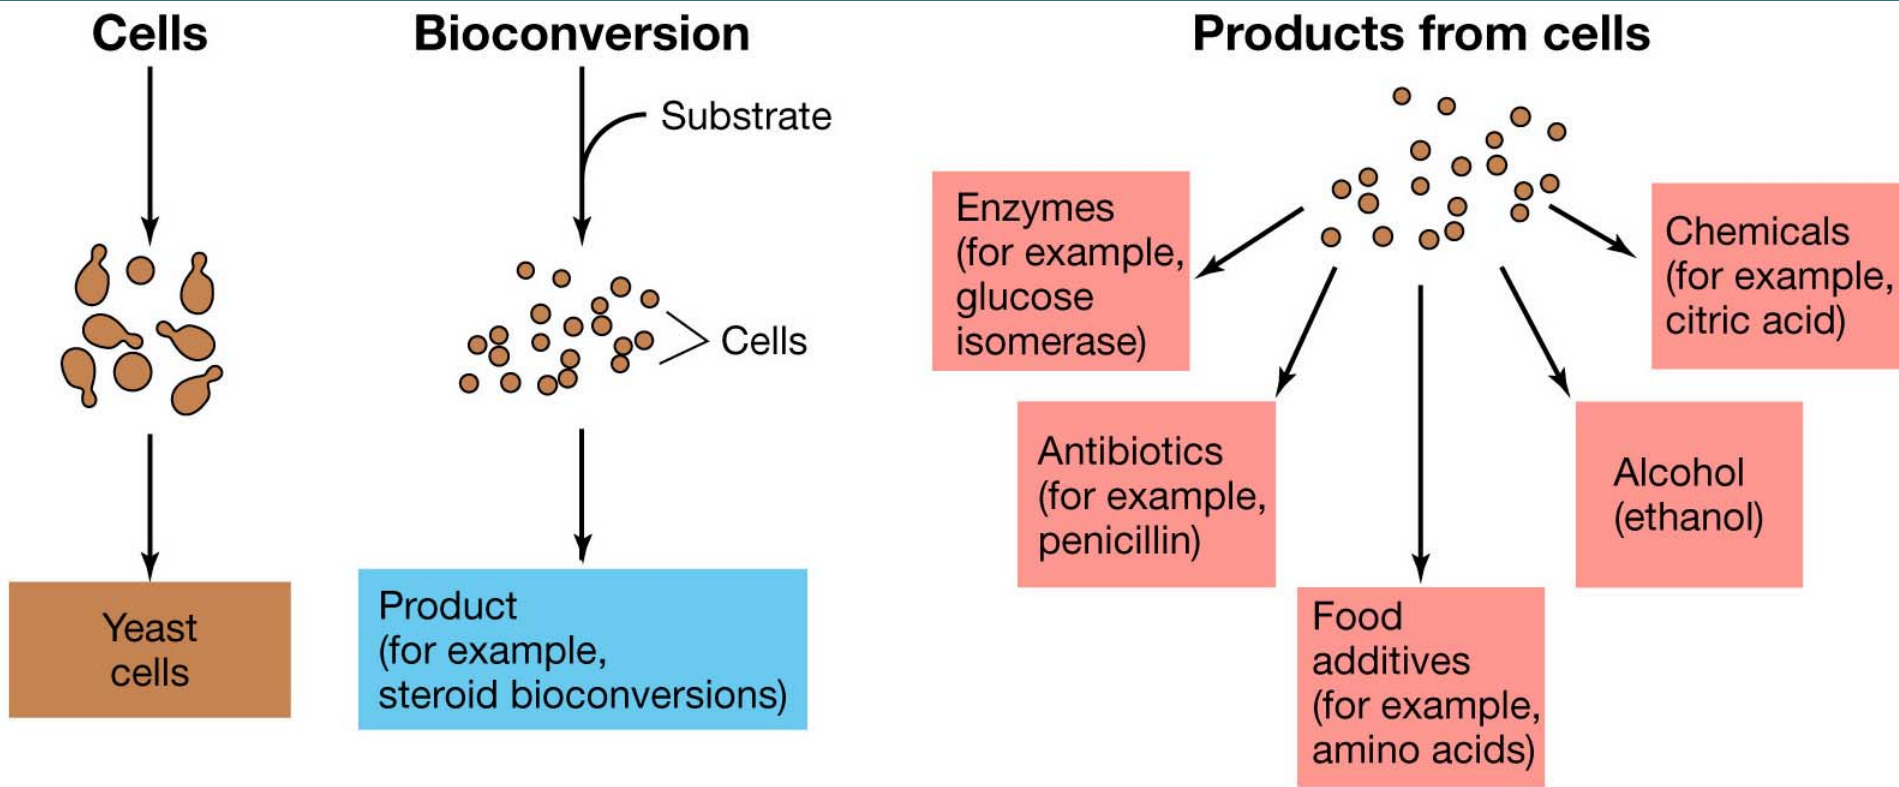 Cells
Yeast
cells
Bioconversion
Substrate
Cells
Product
(for example,
steroid bioconversions)
Products from cells
Enzymes
(for example,
glucose
isomerase)
Antibiotics
(for example,
penicillin)
Food
additives
(for example,
amino acids)
Alcohol
(ethanol)
Chemicals
(for example,
citric acid)